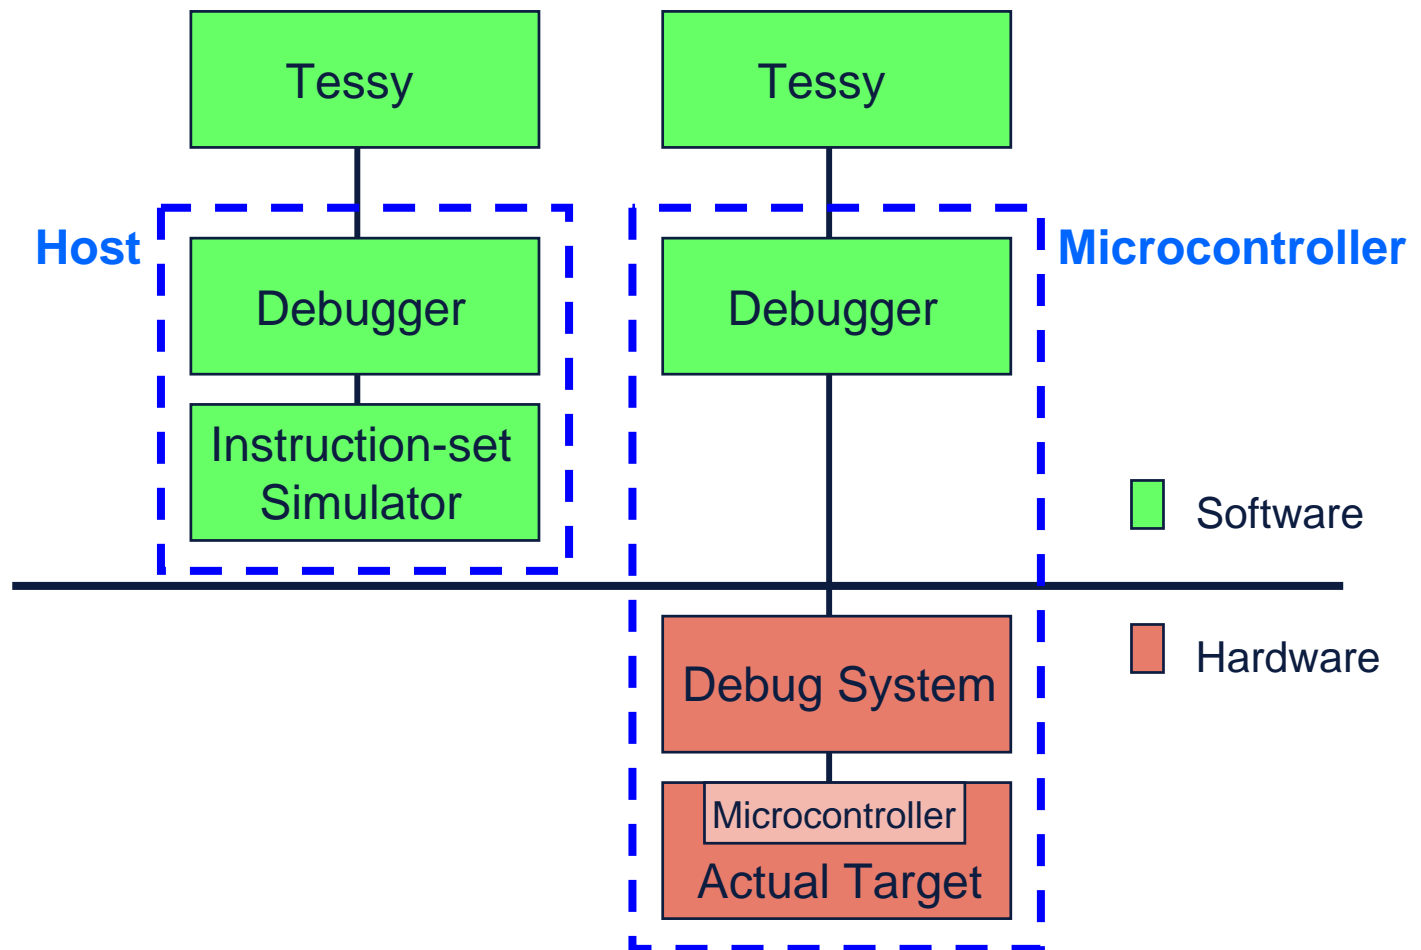 Tessy
Tessy
Host
Microcontroller
Debugger
Debugger
Instruction-set
Simulator
Software
Hardware
Debug System
Microcontroller
Actual Target